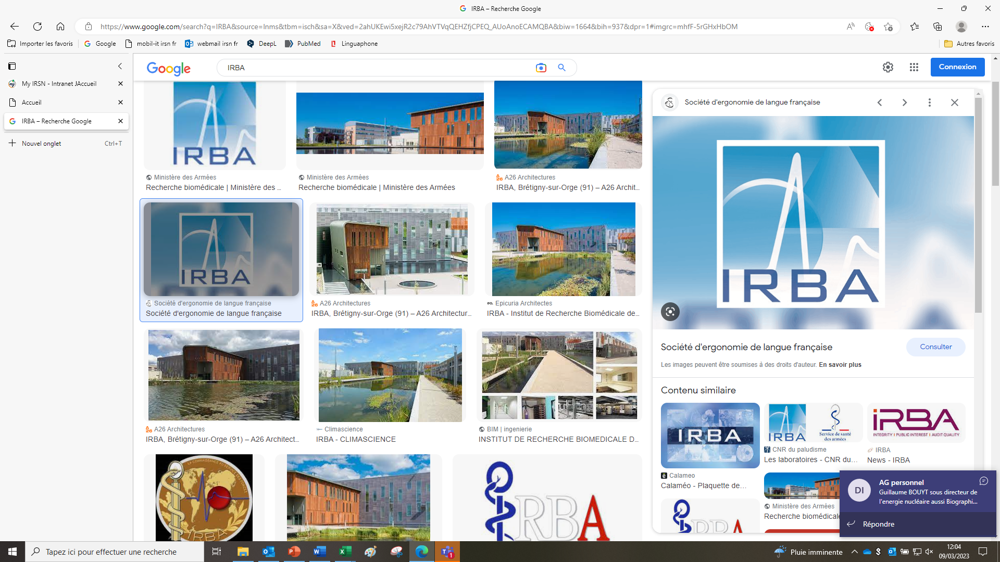 IRBA – Recherche Google
https://www.google.com/search?q=IRBA&source=lnms&tbm=isch&sa=X&ved=2ahUKEwi5xejR2c79AhVTVqQEHZfjCPEQ_AUoAnoECAMQBA&biw=1664&bih=937&dpr=1#imgrc=mhfF-5rGHxHbOM
Importer les favoris
Google
mobil-it irsn fr
webmail irsn fr
DeepL
PubMed
Linguaphone
Autres favoris
My IRSN - Intranet JAccueil
Accueil
IRBA – Recherche Google
Nouvel onglet
Ctrl+T
Google
IRBA
Connexion
IRBA
Ministère des Armées
Recherche biomédicale | Ministère des ...
Ministère des Armées
Recherche biomédicale | Ministère des Armées
A26 Architectures
IRBA, Brétigny-sur-Orge (91) – A26 Archit...
IRBA
Société d'ergonomie de langue française
Société d'ergonomie de langue française
A26 Architectures
IRBA, Brétigny-sur-Orge (91) – A26 Architectur...
Epicuria Architectes
IRBA - Institut de Recherche Biomédicale de...
A26 Architectures
IRBA, Brétigny-sur-Orge (91) – A26 Architect...
Climascience
IRBA - CLIMASCIENCE
BIM | ingenierie
INSTITUT DE RECHERCHE BIOMEDICALE D...
IRBA
IRBA
Société d'ergonomie de langue française
IRBA
Société d'ergonomie de langue française
Consulter
Les images peuvent être soumises à des droits d'auteur. En savoir plus
Contenu similaire
IRBA
Calameo
Calaméo - Plaquette de...
IRBA
Service de santé
des armées
CNR du paludisme
Les laboratoires - CNR du...
iRBA
INTEGRITY | PUBLIC INTEREST | AUDIT QUALITY
IRBA
News - IRBA
Ministère des Armées
Recherche biomédicale
IRBA
DI
AG personnel
Guillaume BOUYT sous directeur de
l'energie nucléaire aussi Biographi...
Répondre
Tapez ici pour effectuer une recherche
1
Pluie imminente
12:04
09/03/2023